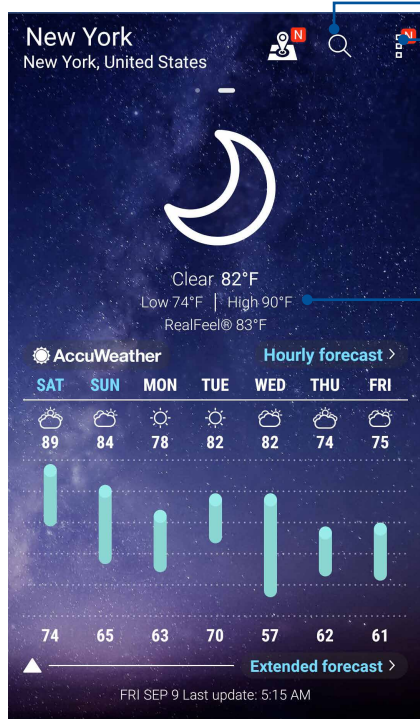 New York
New York, United States
N
N
Clear 82°F
Low 74°F | High 90°F
RealFeel® 83°F
AccuWeather
Hourly forecast >
SAT SUN MON TUE WED THU FRI
89 84 78 82 82 74 75
74 65 63 70 57 62 61
Extended forecast >
FRI SEP 9 Last update: 5:15 AM